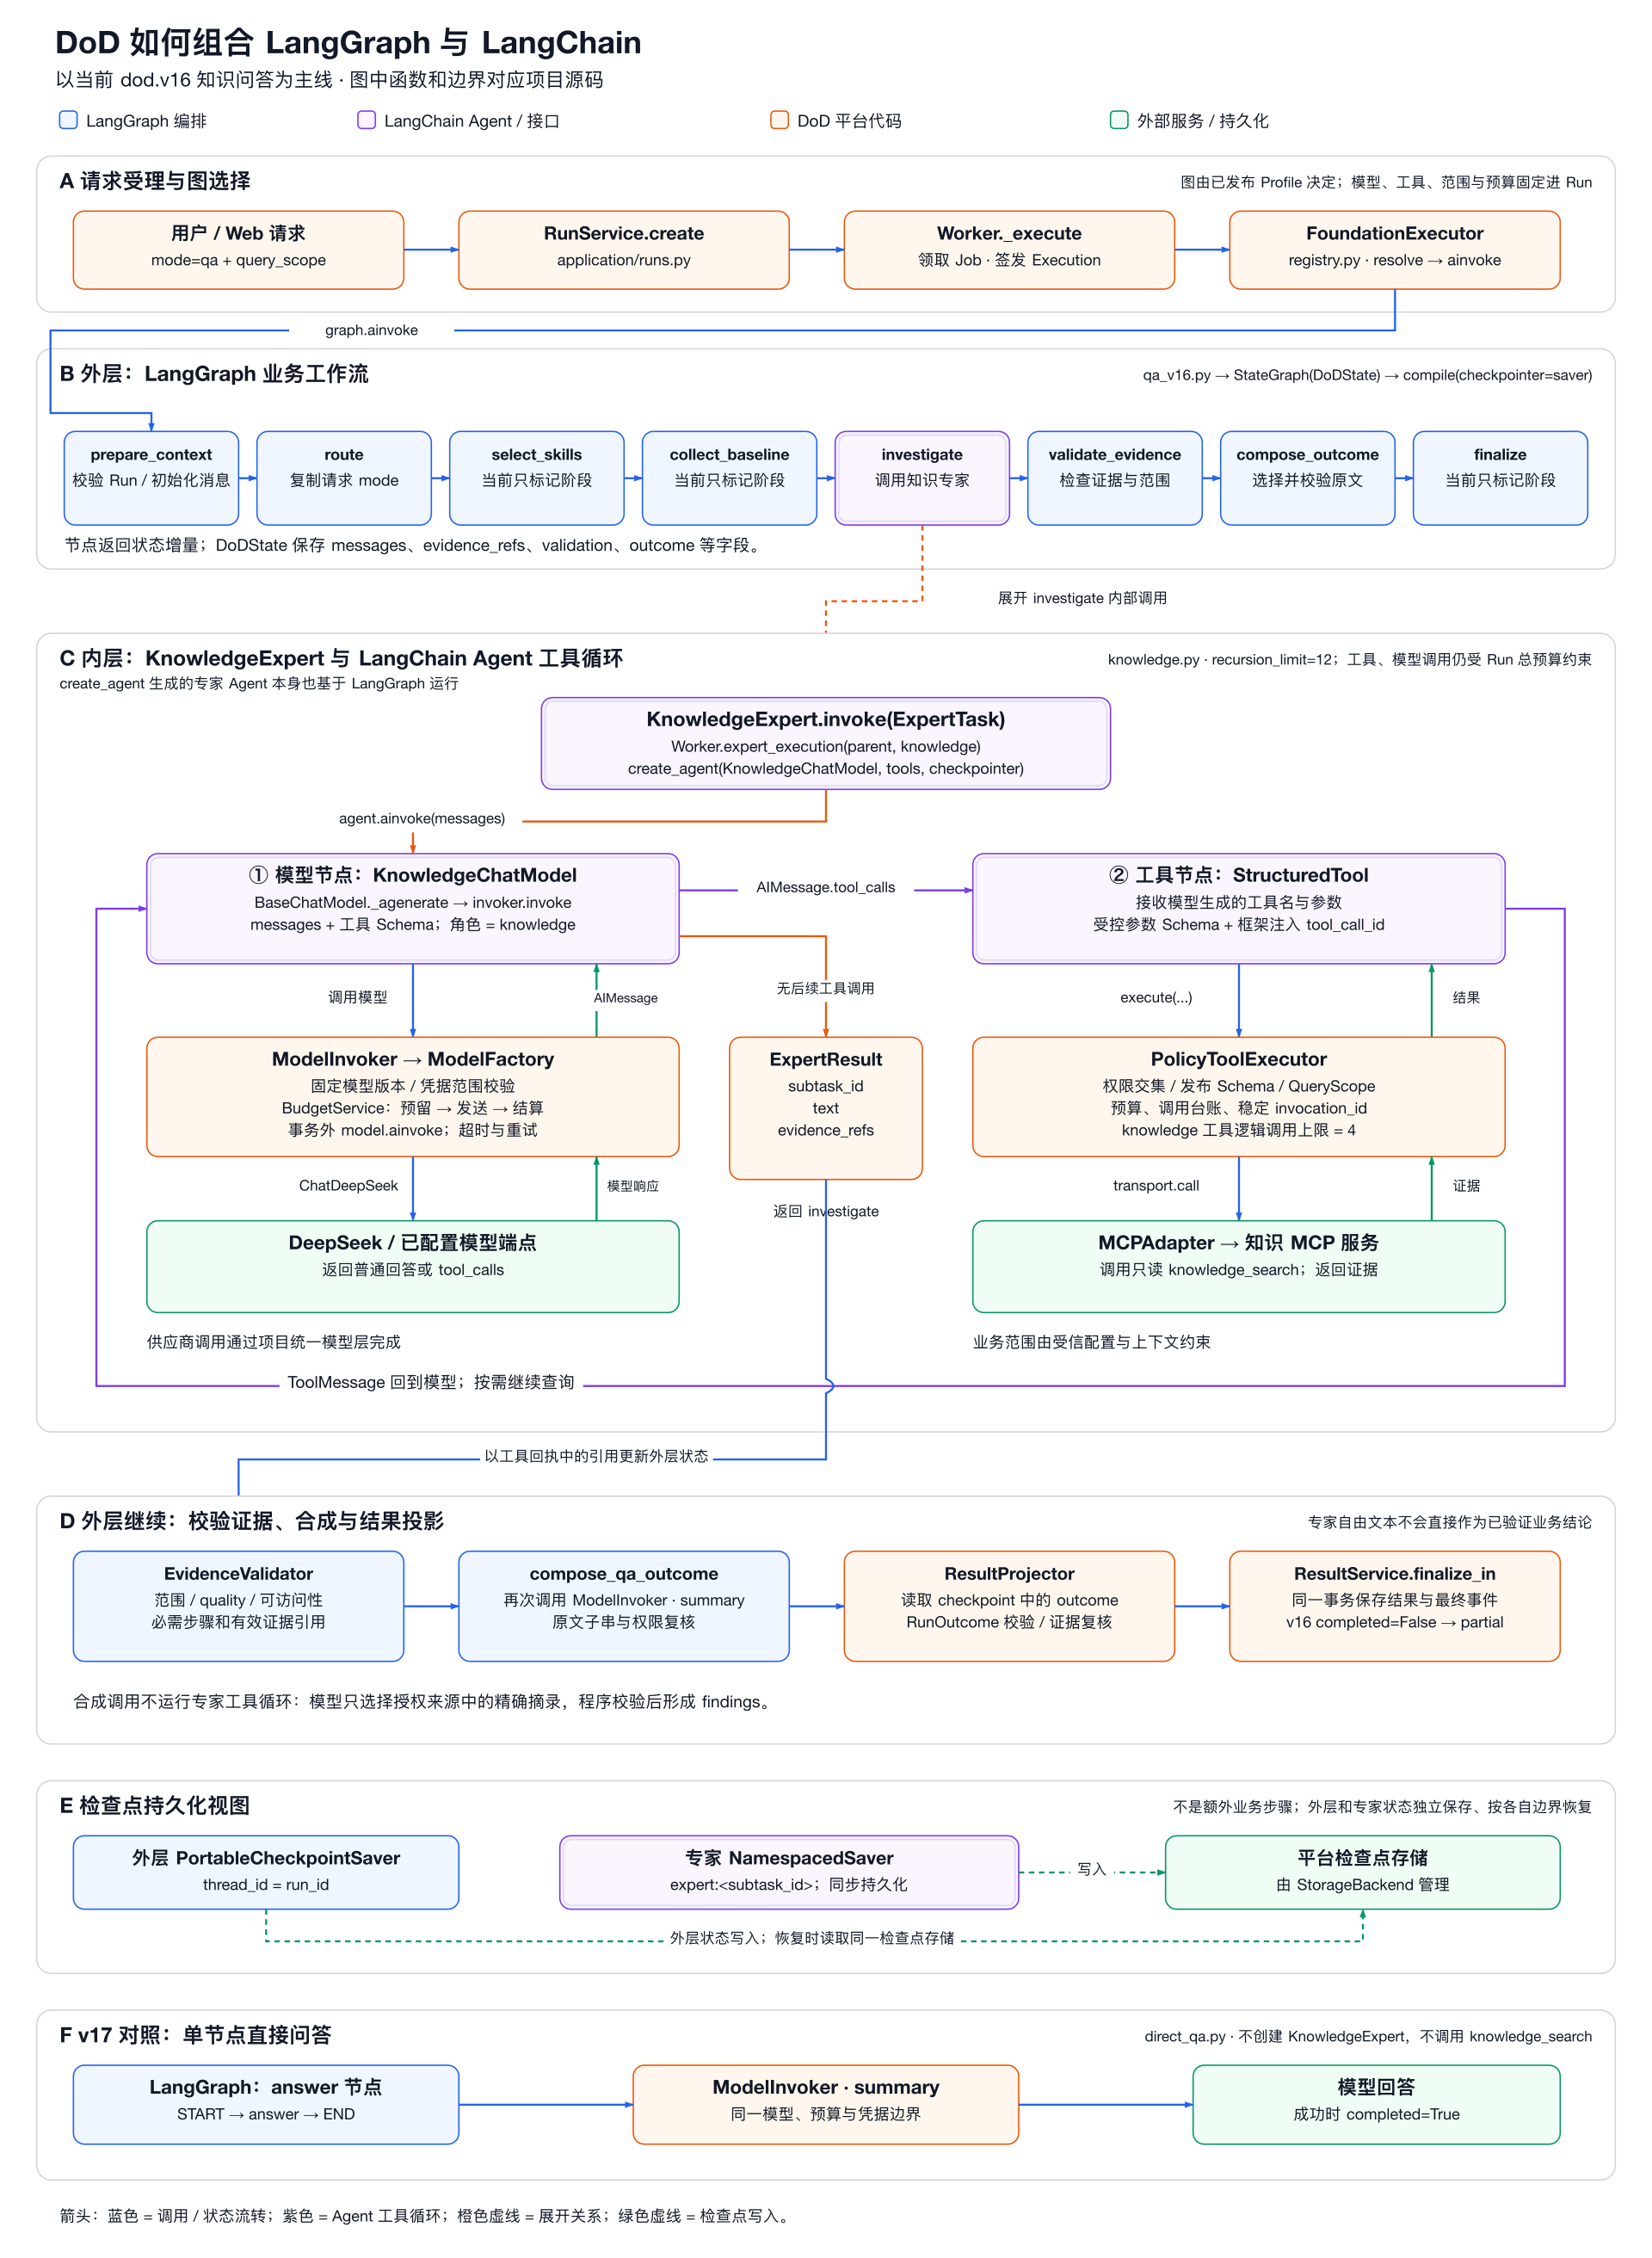 DoD 如何组合 LangGraph 与 LangChain
以当前 dod.v16 知识问答为主线 · 图中函数和边界对应项目源码
LangGraph 编排
LangChain Agent / 接口
DoD 平台代码
外部服务 / 持久化
A 请求受理与图选择
图由已发布 Profile 决定；模型、工具、范围与预算固定进 Run
用户 / Web 请求
mode=qa + query_scope
RunService.create
application/runs.py
Worker._execute
领取 Job · 签发 Execution
FoundationExecutor
registry.py · resolve → ainvoke
graph.ainvoke
B 外层：LangGraph 业务工作流
qa_v16.py → StateGraph(DoDState) → compile(checkpointer=saver)
prepare_context
校验 Run / 初始化消息
route
复制请求 mode
select_skills
当前只标记阶段
collect_baseline
当前只标记阶段
investigate
调用知识专家
validate_evidence
检查证据与范围
compose_outcome
选择并校验原文
finalize
当前只标记阶段
节点返回状态增量；DoDState 保存 messages、evidence_refs、validation、outcome 等字段。
展开 investigate 内部调用
C 内层：KnowledgeExpert 与 LangChain Agent 工具循环
knowledge.py · recursion_limit=12；工具、模型调用仍受 Run 总预算约束
create_agent 生成的专家 Agent 本身也基于 LangGraph 运行
KnowledgeExpert.invoke(ExpertTask)
Worker.expert_execution(parent, knowledge)
create_agent(KnowledgeChatModel, tools, checkpointer)
agent.ainvoke(messages)
① 模型节点：KnowledgeChatModel
BaseChatModel._agenerate → invoker.invoke
messages + 工具 Schema；角色 = knowledge
AIMessage.tool_calls
② 工具节点：StructuredTool
接收模型生成的工具名与参数
受控参数 Schema + 框架注入 tool_call_id
调用模型
AIMessage
无后续工具调用
execute(...)
结果
ModelInvoker → ModelFactory
固定模型版本 / 凭据范围校验
BudgetService：预留 → 发送 → 结算
事务外 model.ainvoke；超时与重试
ExpertResult
subtask_id
text
evidence_refs
PolicyToolExecutor
权限交集 / 发布 Schema / QueryScope
预算、调用台账、稳定 invocation_id
knowledge 工具逻辑调用上限 = 4
ChatDeepSeek
模型响应
返回 investigate
transport.call
证据
DeepSeek / 已配置模型端点
返回普通回答或 tool_calls
MCPAdapter → 知识 MCP 服务
调用只读 knowledge_search；返回证据
供应商调用通过项目统一模型层完成
业务范围由受信配置与上下文约束
ToolMessage 回到模型；按需继续查询
以工具回执中的引用更新外层状态
D 外层继续：校验证据、合成与结果投影
专家自由文本不会直接作为已验证业务结论
EvidenceValidator
范围 / quality / 可访问性
必需步骤和有效证据引用
compose_qa_outcome
再次调用 ModelInvoker · summary
原文子串与权限复核
ResultProjector
读取 checkpoint 中的 outcome
RunOutcome 校验 / 证据复核
ResultService.finalize_in
同一事务保存结果与最终事件
v16 completed=False → partial
合成调用不运行专家工具循环：模型只选择授权来源中的精确摘录，程序校验后形成 findings。
E 检查点持久化视图
不是额外业务步骤；外层和专家状态独立保存、按各自边界恢复
外层 PortableCheckpointSaver
thread_id = run_id
专家 NamespacedSaver
expert:<subtask_id>；同步持久化
写入
平台检查点存储
由 StorageBackend 管理
外层状态写入；恢复时读取同一检查点存储
F v17 对照：单节点直接问答
direct_qa.py · 不创建 KnowledgeExpert，不调用 knowledge_search
LangGraph：answer 节点
START → answer → END
ModelInvoker · summary
同一模型、预算与凭据边界
模型回答
成功时 completed=True
箭头：蓝色 = 调用 / 状态流转；紫色 = Agent 工具循环；橙色虚线 = 展开关系；绿色虚线 = 检查点写入。